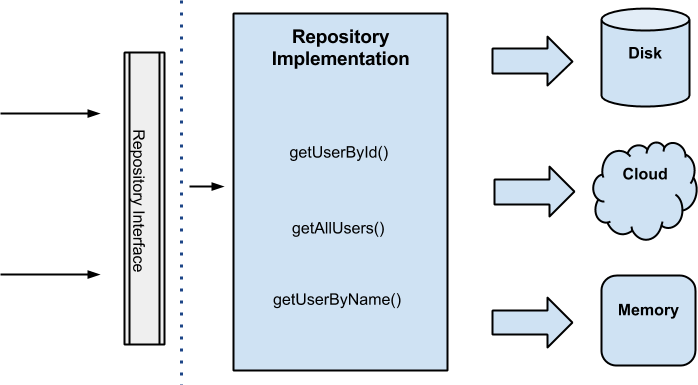 Repository Interface
Repository
Implementation
getUserById()
getAllUsers()
getUserByName()
Disk
Cloud
Memory